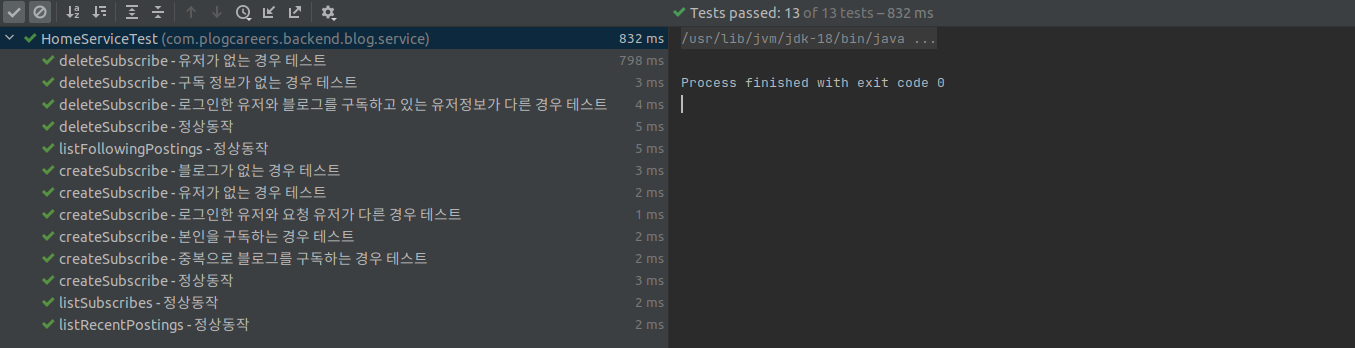 Tests passed: 13 of 13 tests – 832 ms
HomeServiceTest (com.plogcareers.backend.blog.service) 832 ms
deleteSubscribe - 유저가 없는 경우 테스트 798 ms
deleteSubscribe - 구독 정보가 없는 경우 테스트 3 ms
deleteSubscribe - 로그인한 유저와 블로그를 구독하고 있는 유저정보가 다른 경우 테스트 4 ms
deleteSubscribe - 정상동작 5 ms
listFollowingPostings - 정상동작 5 ms
createSubscribe - 블로그가 없는 경우 테스트 3 ms
createSubscribe - 유저가 없는 경우 테스트 2 ms
createSubscribe - 로그인한 유저와 요청 유저가 다른 경우 테스트 1 ms
createSubscribe - 본인을 구독하는 경우 테스트 2 ms
createSubscribe - 중복으로 블로그를 구독하는 경우 테스트 2 ms
createSubscribe - 정상동작 3 ms
listSubscribes - 정상동작 2 ms
listRecentPostings - 정상동작 2 ms
/usr/lib/jvm/jdk-18/bin/java ...
Process finished with exit code 0